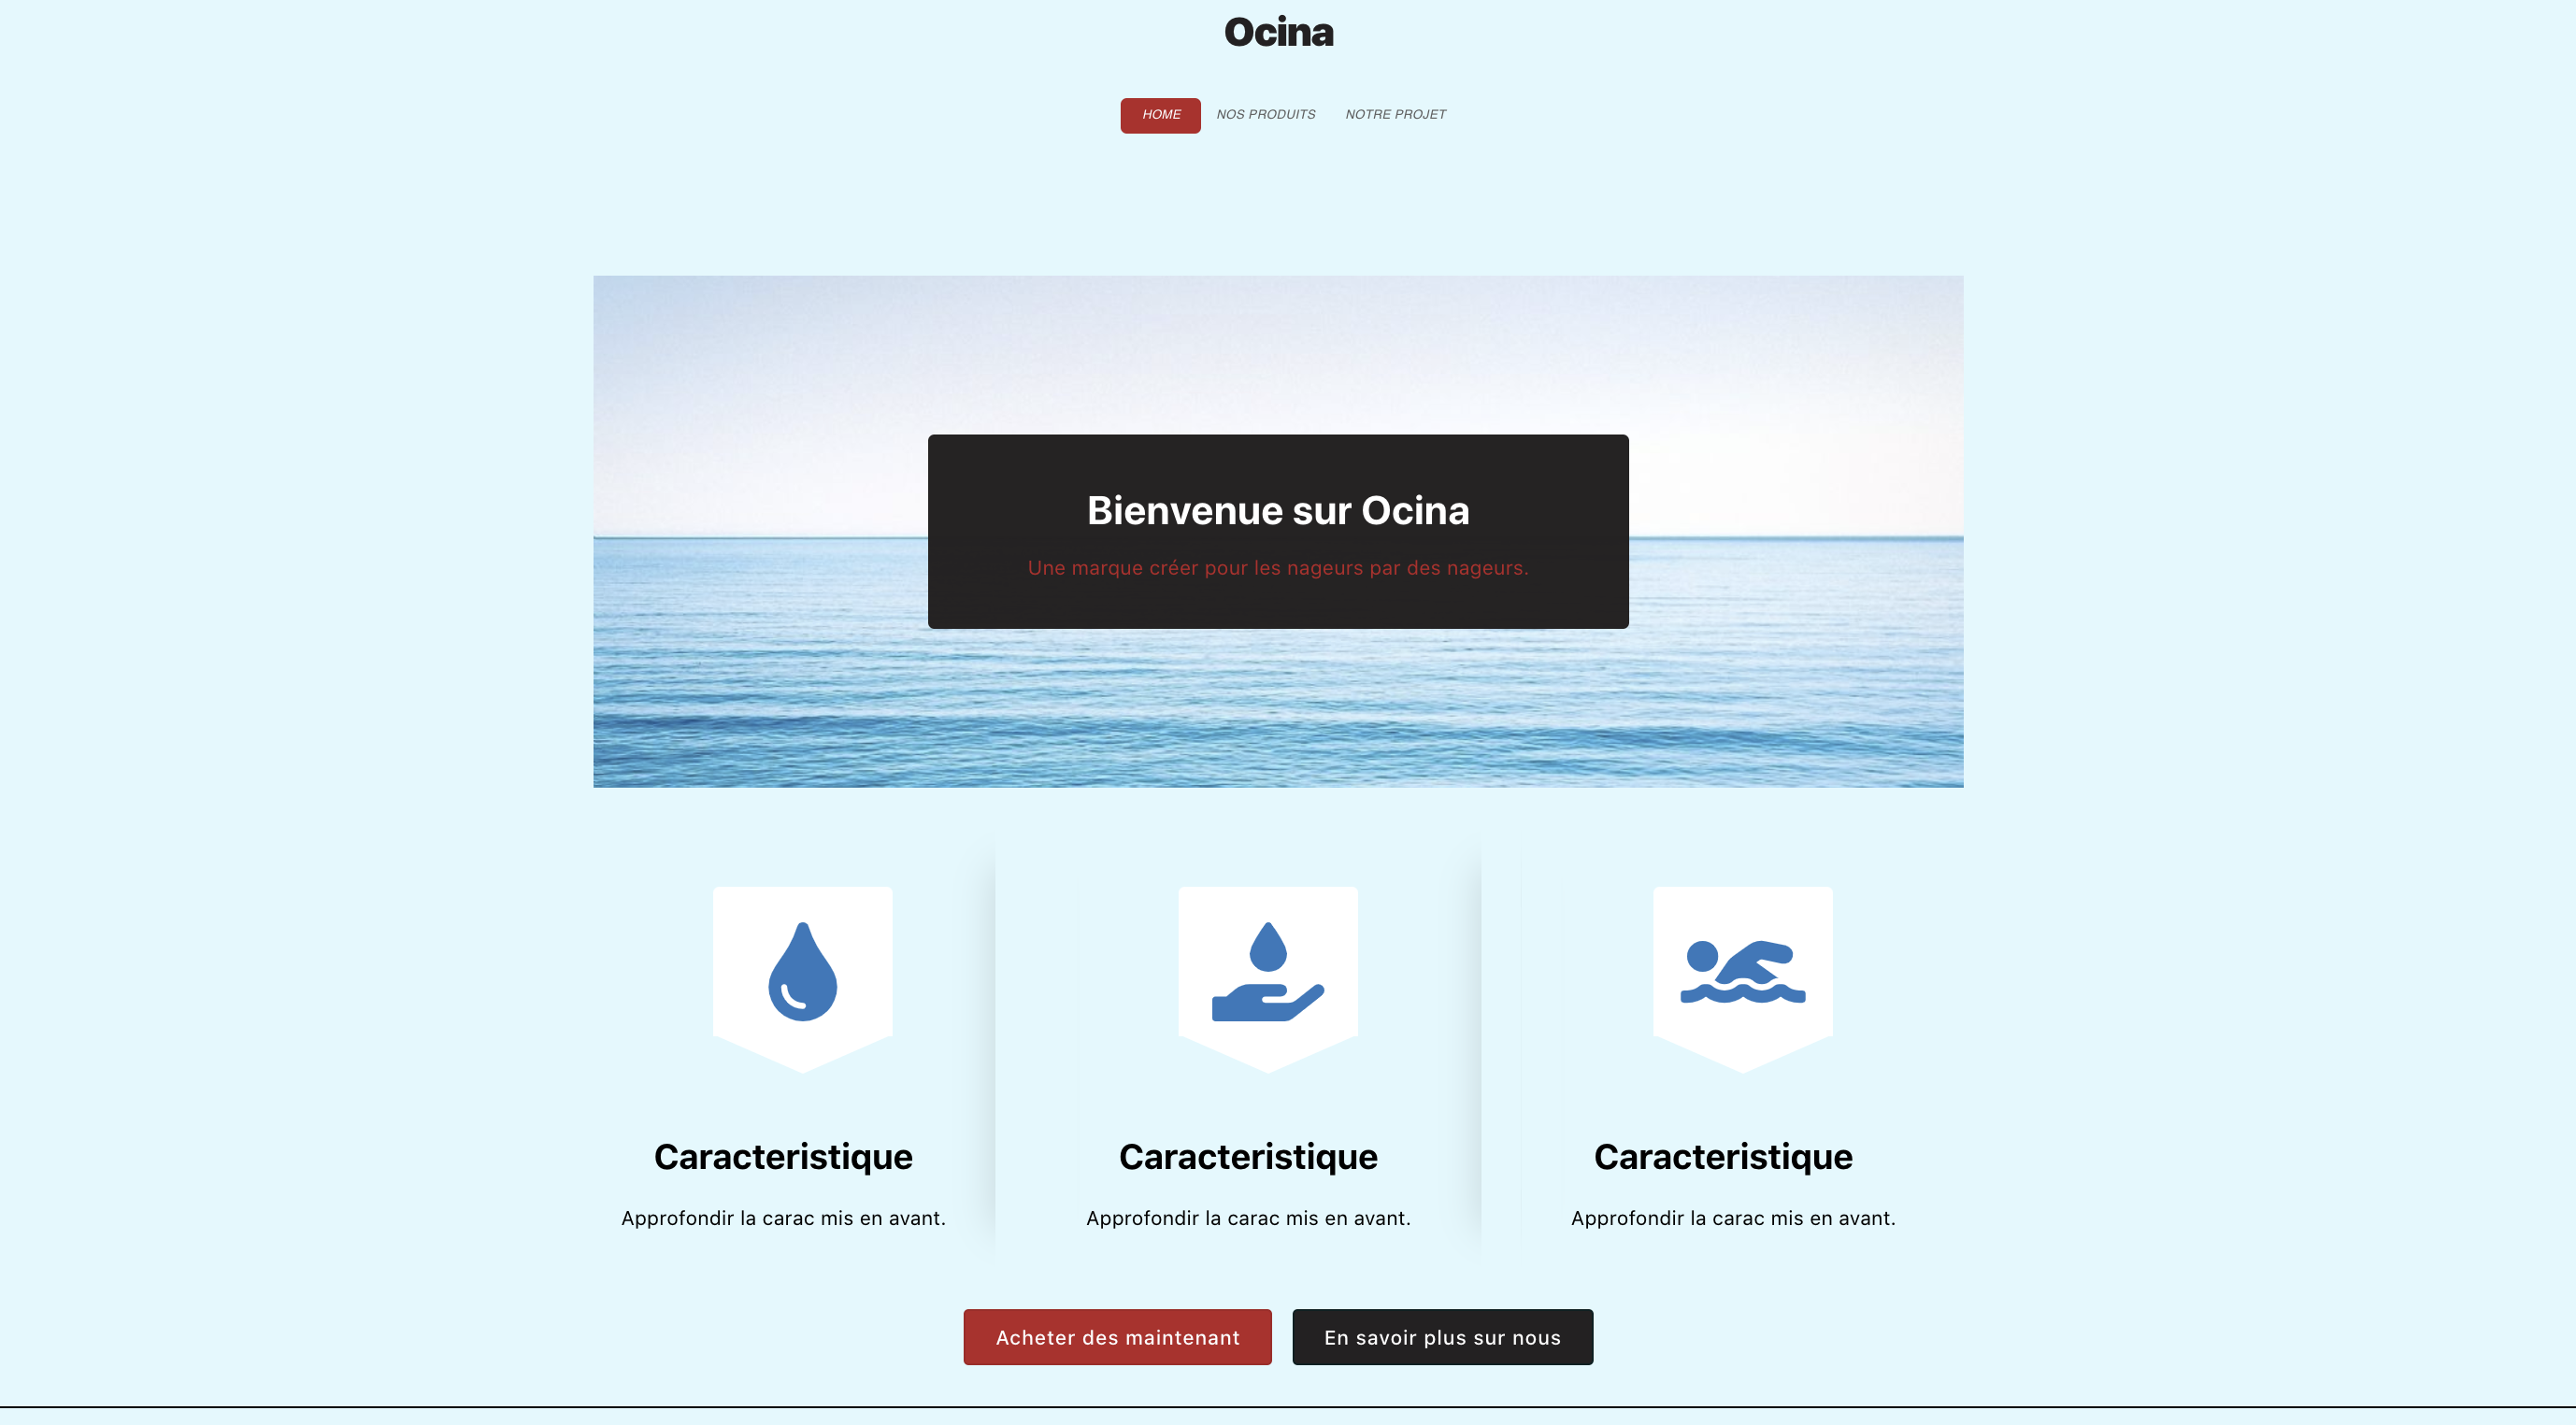 Ocina
HOME NOS PRODUITS NOTRE PROJET
Bienvenue sur Ocina
Une marque créer pour les nageurs par des nageurs.
Caracteristique Caracteristique Caracteristique
Approfondir la carac mis en avant. Approfondir la carac mis en avant. Approfondir la carac mis en avant.
Acheter des maintenant En savoir plus sur nous